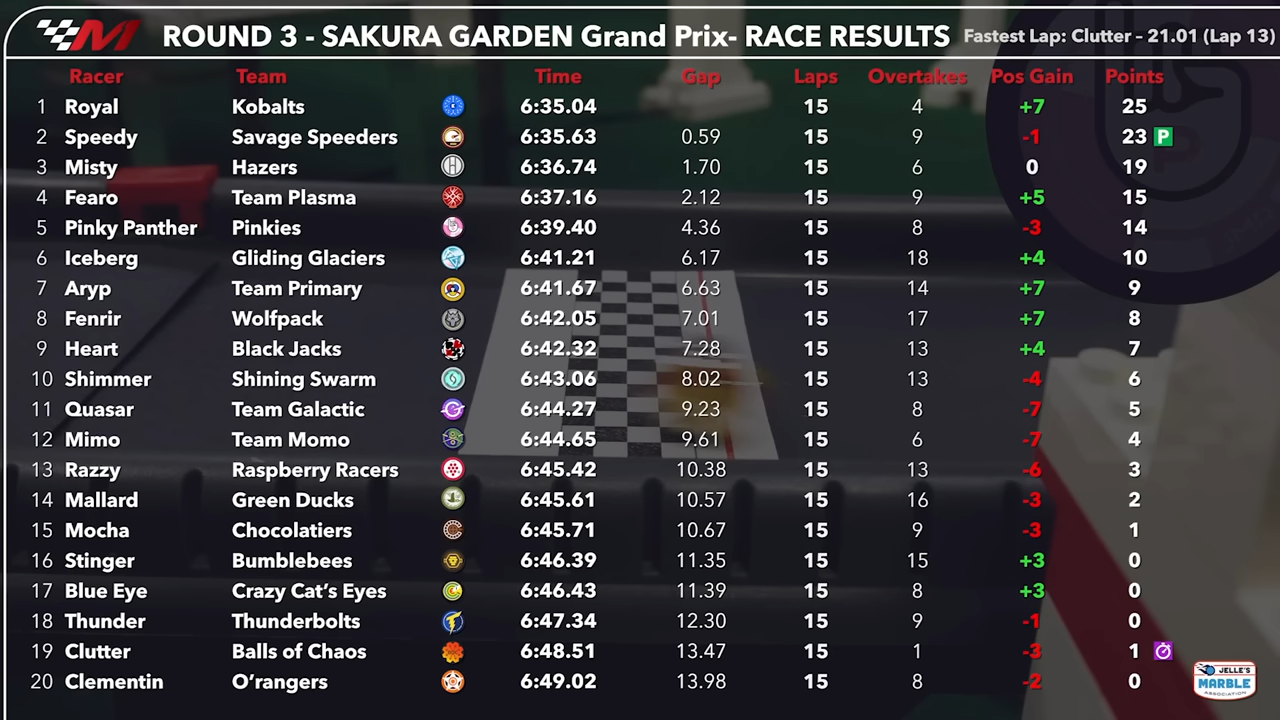 M ROUND 3 - SAKURA GARDEN Grand Prix- RACE RESULTS Fastest Lap: Clutter – 21.01 (Lap 13)
Racer Team Time Gap Laps Overtakes Pos Gain Points
1 Royal Kobalts 6:35.04 15 4 +7 25
2 Speedy Savage Speeders 6:35.63 0.59 15 9 -1 23 P
3 Misty Hazers 6:36.74 1.70 15 6 0 19
4 Fearo Team Plasma 6:37.16 2.12 15 9 +5 15
5 Pinky Panther Pinkies 6:39.40 4.36 15 8 -3 14
6 Iceberg Gliding Glaciers 6:41.21 6.17 15 18 +4 10
7 Aryp Team Primary 6:41.67 6.63 15 14 +7 9
8 Fenrir Wolfpack 6:42.05 7.01 15 17 +7 8
9 Heart Black Jacks 6:42.32 7.28 15 13 +4 7
10 Shimmer Shining Swarm 6:43.06 8.02 15 13 -4 6
11 Quasar Team Galactic 6:44.27 9.23 15 8 -7 5
12 Mimo Team Momo 6:44.65 9.61 15 6 -7 4
13 Razzy Raspberry Racers 6:45.42 10.38 15 13 -6 3
14 Mallard Green Ducks 6:45.61 10.57 15 16 -3 2
15 Mocha Chocolatiers 6:45.71 10.67 15 9 -3 1
16 Stinger Bumblebees 6:46.39 11.35 15 15 +3 0
17 Blue Eye Crazy Cat’s Eyes 6:46.43 11.39 15 8 +3 0
18 Thunder Thunderbolts 6:47.34 12.30 15 9 -1 0
19 Clutter Balls of Chaos 6:48.51 13.47 15 1 -3 1
20 Clementin O’rangers 6:49.02 13.98 15 8 -2 0
JELLE'S
MARBLE
ASSOCIATION